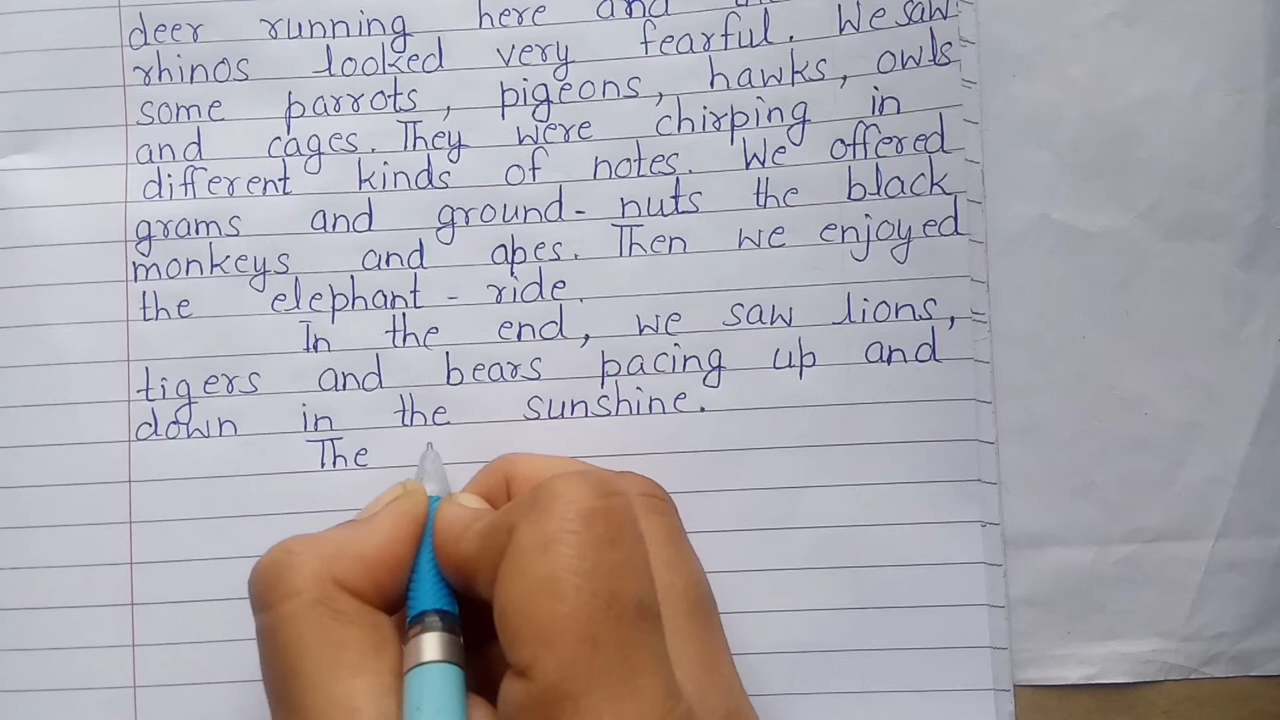 deer running here and
rhinos looked very fearful. We saw
some parrots, pigeons, hawks, owls
and cages. They were chirping in
different kinds of notes. We offered
grams and ground-nuts the black
monkeys and apes. Then we enjoyed
the elephant-ride.
In the end, we saw lions,
tigers and bears pacing up and
down in the sunshine.
The